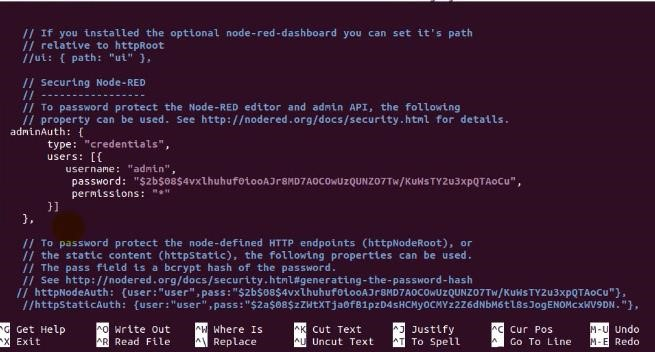 // If you installed the optional node-red-dashboard you can set it's path
// relative to httpRoot
//ui: { path: "ui" },
// Securing Node-RED
// -----------------
// To password protect the Node-RED editor and admin API, the following
// property can be used. See http://nodered.org/docs/security.html for details.
adminAuth: {
type: "credentials",
users: [{
username: "admin",
password: "$2b$08$4vxlhuhuf0iooAJr8MD7AOCOwUzQUNZO7Tw/KuWsTY2u3xpQTAoCu",
permissions: "*"
}]
},
// To password protect the node-defined HTTP endpoints (httpNodeRoot), or
// the static content (httpStatic), the following properties can be used.
// The pass field is a bcrypt hash of the password.
// See http://nodered.org/docs/security.html#generating-the-password-hash
// httpNodeAuth: {user:"user",pass:"$2b$08$4vxlhuhuf0iooAJr8MD7AOCOwUzQUNZO7Tw/KuWsTY2u3xpQTAoCu"},
//httpStaticAuth: {user:"user",pass:"$2a$08$zZWtXTja0fB1pzD4sHCMyOCMYz2Z6dNbM6tl8sJogENOMcxWV9DN."},
^G Get Help ^O Write Out ^W Where Is ^K Cut Text ^J Justify ^C Cur Pos M-U Undo
^X Exit ^R Read File ^\ Replace ^U Uncut Text ^T To Spell ^_ Go To Line M-E Redo